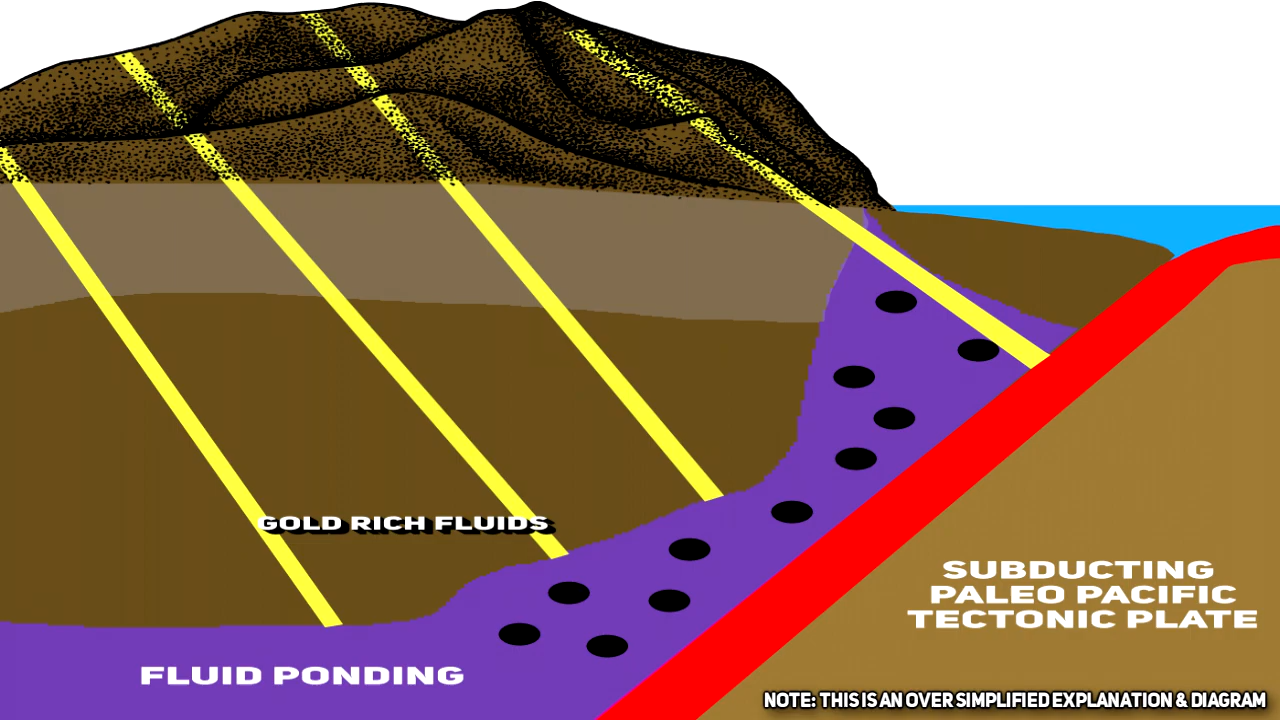 GOLD RICH FLUIDS
SUBDUCTING
PALEO PACIFIC
TECTONIC PLATE
FLUID PONDING
NOTE: THIS IS AN OVER SIMPLIFIED EXPLANATION & DIAGRAM